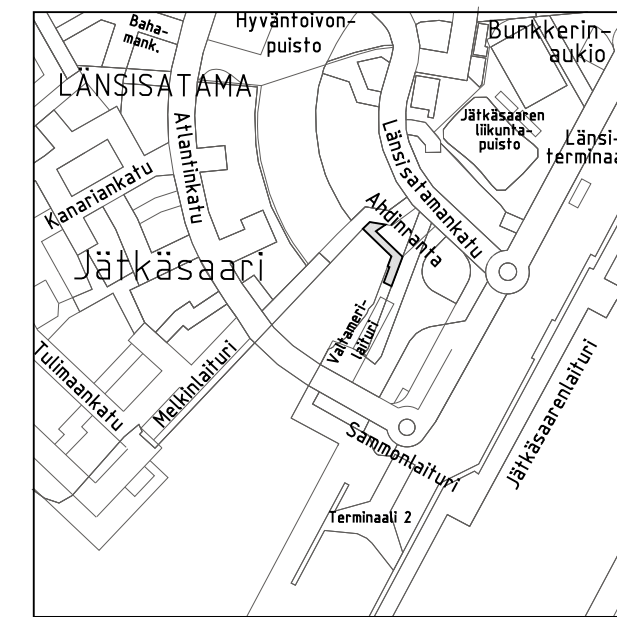 Baha-
mank.
Hyväntoivon-
puisto
Bunkkerin-
aukio
LÄNSISATAMA
Atlantinkatu
Länsisatamankatu
Jätkäsaaren
liikunta-
puisto
Länsi-
terminaa
Kanariankatu
Ahdinranta
Jätkäsaari
Valtameri-
laituri
Tulimaankatu
Melkinlaituri
Jätkäsaarenlaituri
Sammonlaituri
Terminaali 2